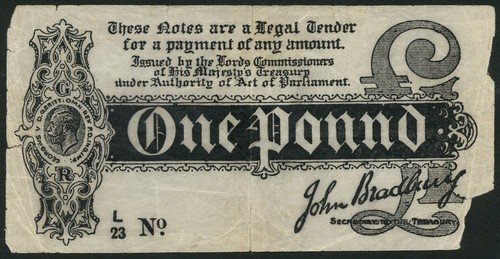 These Notes are a Legal Tender
for a payment of any amount.
Issued by the Lords Commissioners
of His Majesty's Treasury
under Authority of Act of Parliament.
G
R
One Pound
£1
John Bradbury
SECRETARY TO THE TREASURY
L
23 No.